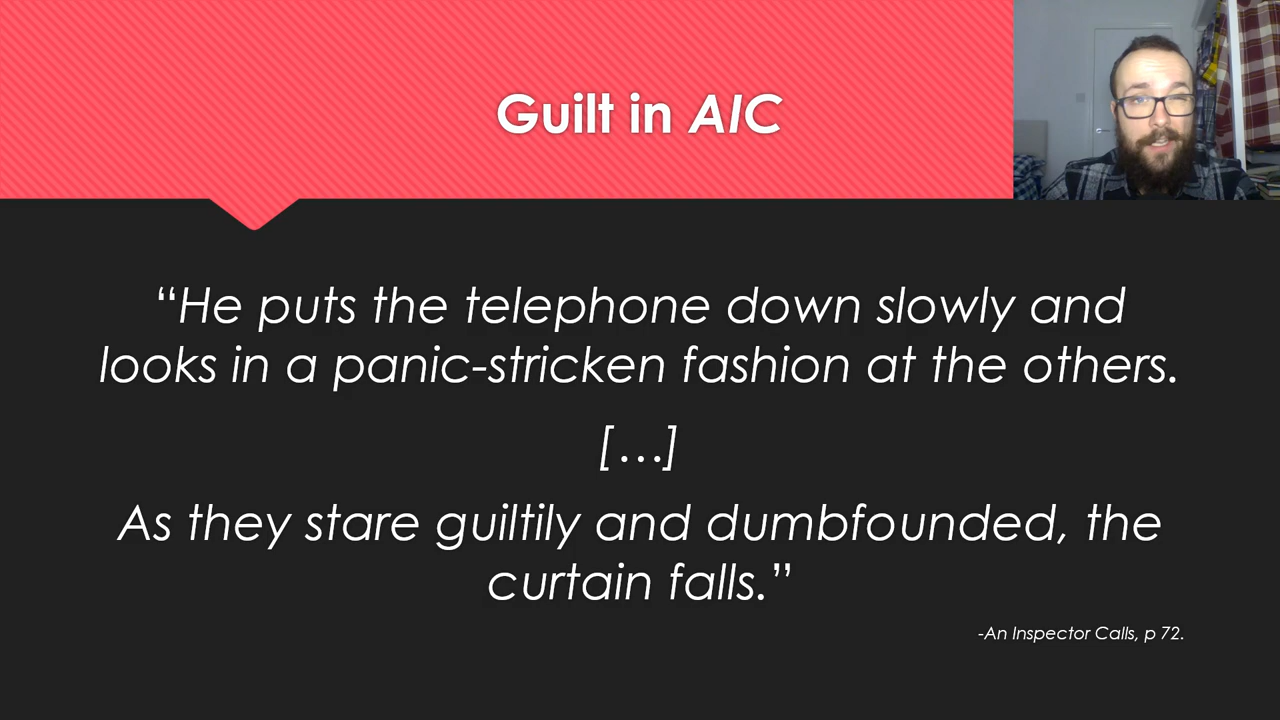 Guilt in AIC
“He puts the telephone down slowly and
looks in a panic-stricken fashion at the others.
[…]
As they stare guiltily and dumbfounded, the
curtain falls.”
-An Inspector Calls, p 72.